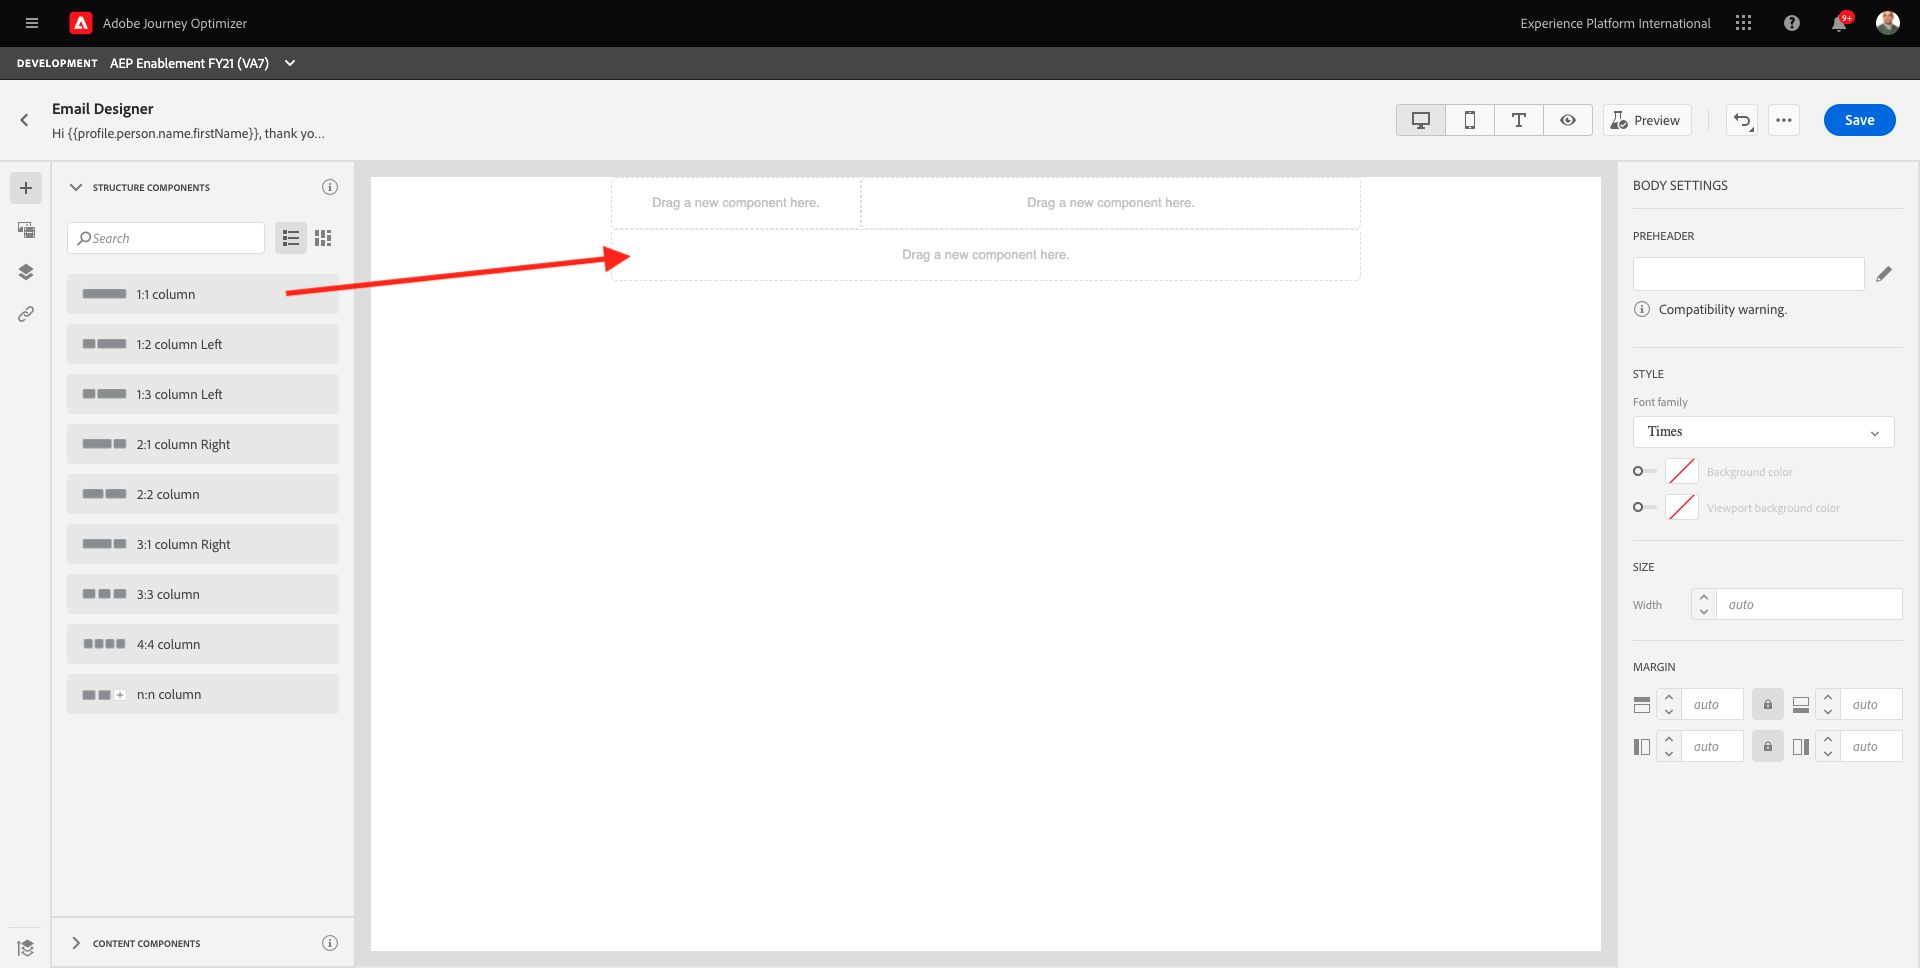 Adobe Journey Optimizer
Experience Platform International
9+
DEVELOPMENT AEP Enablement FY21 (VA7)
Email Designer
Hi {{profile.person.name.firstName}}, thank yo...
Preview
Save
STRUCTURE COMPONENTS
Search
1:1 column
1:2 column Left
1:3 column Left
2:1 column Right
2:2 column
3:1 column Right
3:3 column
4:4 column
n:n column
CONTENT COMPONENTS
Drag a new component here.
Drag a new component here.
Drag a new component here.
BODY SETTINGS
PREHEADER
Compatibility warning.
STYLE
Font family
Times
Background color
Viewport background color
SIZE
Width auto
MARGIN
auto auto
auto auto